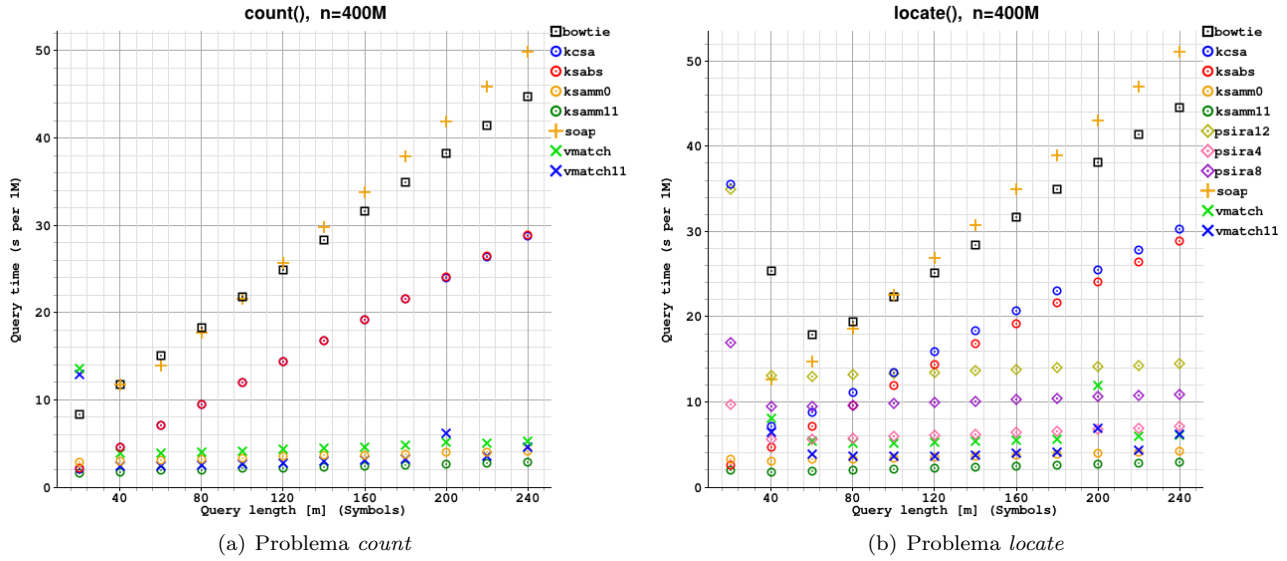 count(), n=400M
Query time (s per 1M)
50
40
30
20
10
0
40
80
120
160
200
240
Query length [m] (Symbols)
bowtie
kcsa
ksabs
ksamm0
ksamm11
soap
vmatch
vmatch11
(a) Problema count
locate(), n=400M
Query time (s per 1M)
50
40
30
20
10
0
40
80
120
160
200
240
Query length [m] (Symbols)
bowtie
kcsa
ksabs
ksamm0
ksamm11
psira12
psira4
psira8
soap
vmatch
vmatch11
(b) Problema locate